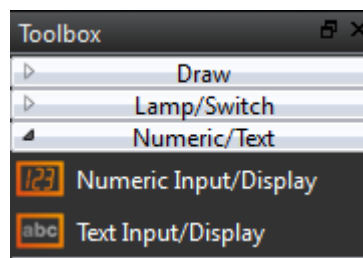 Toolbox
Draw
Lamp/Switch
Numeric/Text
123 Numeric Input/Display
abc Text Input/Display